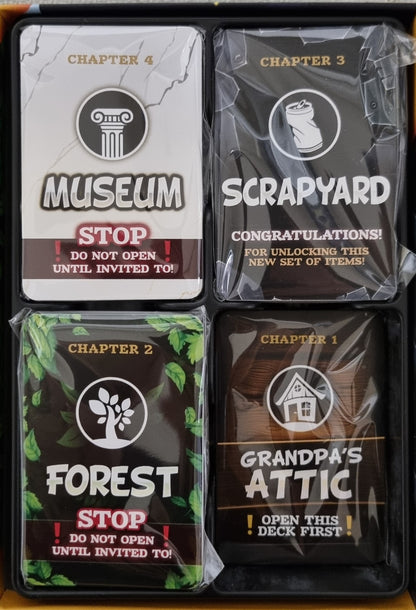 CHAPTER 4
MUSEUM
STOP
! DO NOT OPEN !
UNTIL INVITED TO!
CHAPTER 3
SCRAPYARD
CONGRATULATIONS!
FOR UNLOCKING THIS
NEW SET OF ITEMS!
CHAPTER 2
FOREST
STOP
! DO NOT OPEN !
UNTIL INVITED TO!
CHAPTER 1
GRANDPA'S
ATTIC
! OPEN THIS !
DECK FIRST